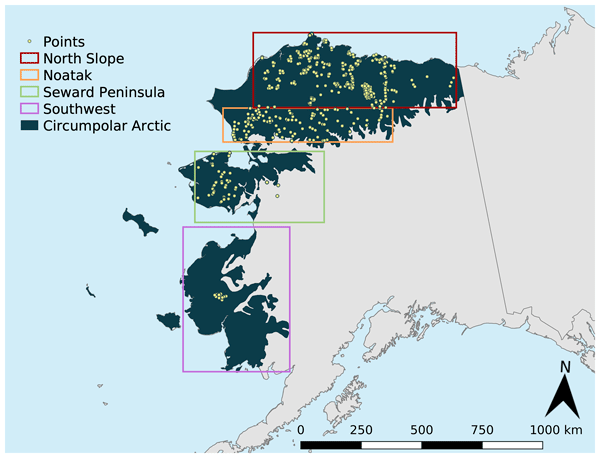 Points
North Slope
Noatak
Seward Peninsula
Southwest
Circumpolar Arctic
N
0 250 500 750 1000 km